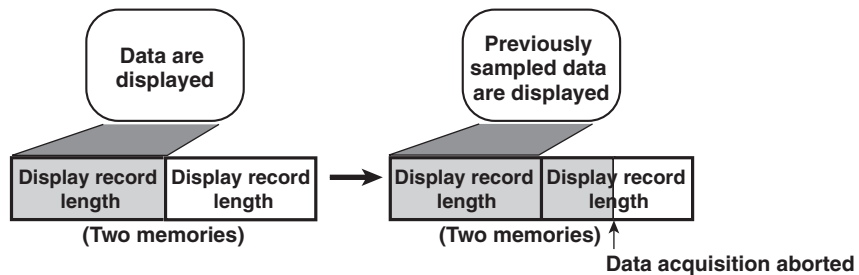 Data are
displayed
Previously
sampled data
are displayed
Display record
length
Display record
length
Display record
length
Display record
length
(Two memories)
(Two memories)
Data acquisition aborted